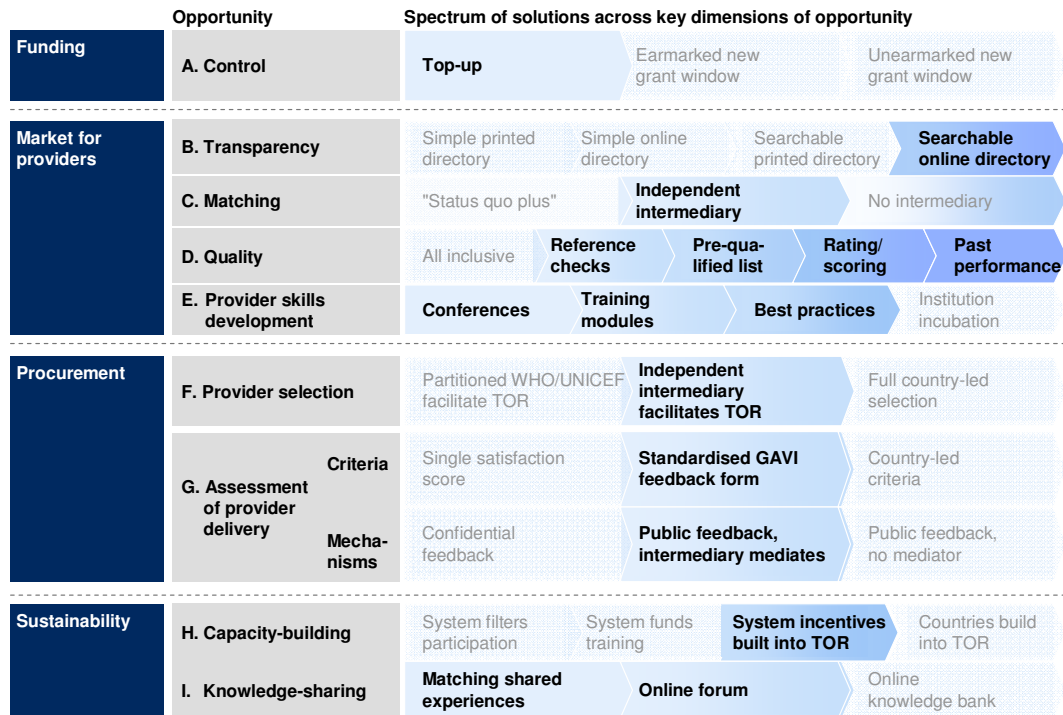 Opportunity
Spectrum of solutions across key dimensions of opportunity
Funding
A. Control
Top-up
Earmarked new
grant window
Unearmarked new
grant window
Market for
providers
B. Transparency
Simple printed
directory
Simple online
directory
Searchable
printed directory
Searchable
online directory
C. Matching
"Status quo plus"
Independent
intermediary
No intermediary
D. Quality
All inclusive
Reference
checks
Pre-qua-
lified list
Rating/
scoring
Past
performance
E. Provider skills
development
Conferences
Training
modules
Best practices
Institution
incubation
Procurement
F. Provider selection
Partitioned WHO/UNICEF
facilitate TOR
Independent
intermediary
facilitates TOR
Full country-led
selection
G. Assessment
of provider
delivery
Criteria
Single satisfaction
score
Standardised GAVI
feedback form
Country-led
criteria
Mecha-
nisms
Confidential
feedback
Public feedback,
intermediary mediates
Public feedback,
no mediator
Sustainability
H. Capacity-building
System filters
participation
System funds
training
System incentives
built into TOR
Countries build
into TOR
I. Knowledge-sharing
Matching shared
experiences
Online forum
Online
knowledge bank